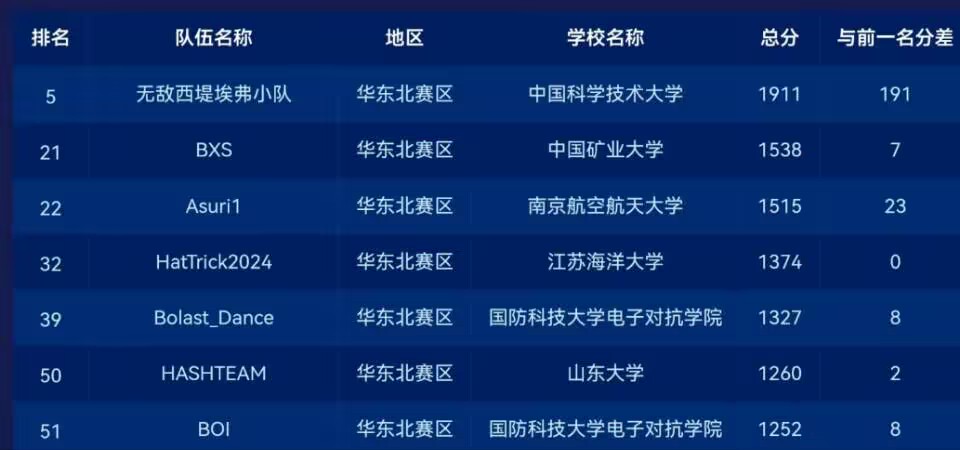 排名 队伍名称 地区 学校名称 总分 与前一名分差
5 无敌西堤埃弗小队 华东北赛区 中国科学技术大学 1911 191
21 BXS 华东北赛区 中国矿业大学 1538 7
22 Asuri1 华东北赛区 南京航空航天大学 1515 23
32 HatTrick2024 华东北赛区 江苏海洋大学 1374 0
39 Bolast_Dance 华东北赛区 国防科技大学电子对抗学院 1327 8
50 HASHTEAM 华东北赛区 山东大学 1260 2
51 BOI 华东北赛区 国防科技大学电子对抗学院 1252 8